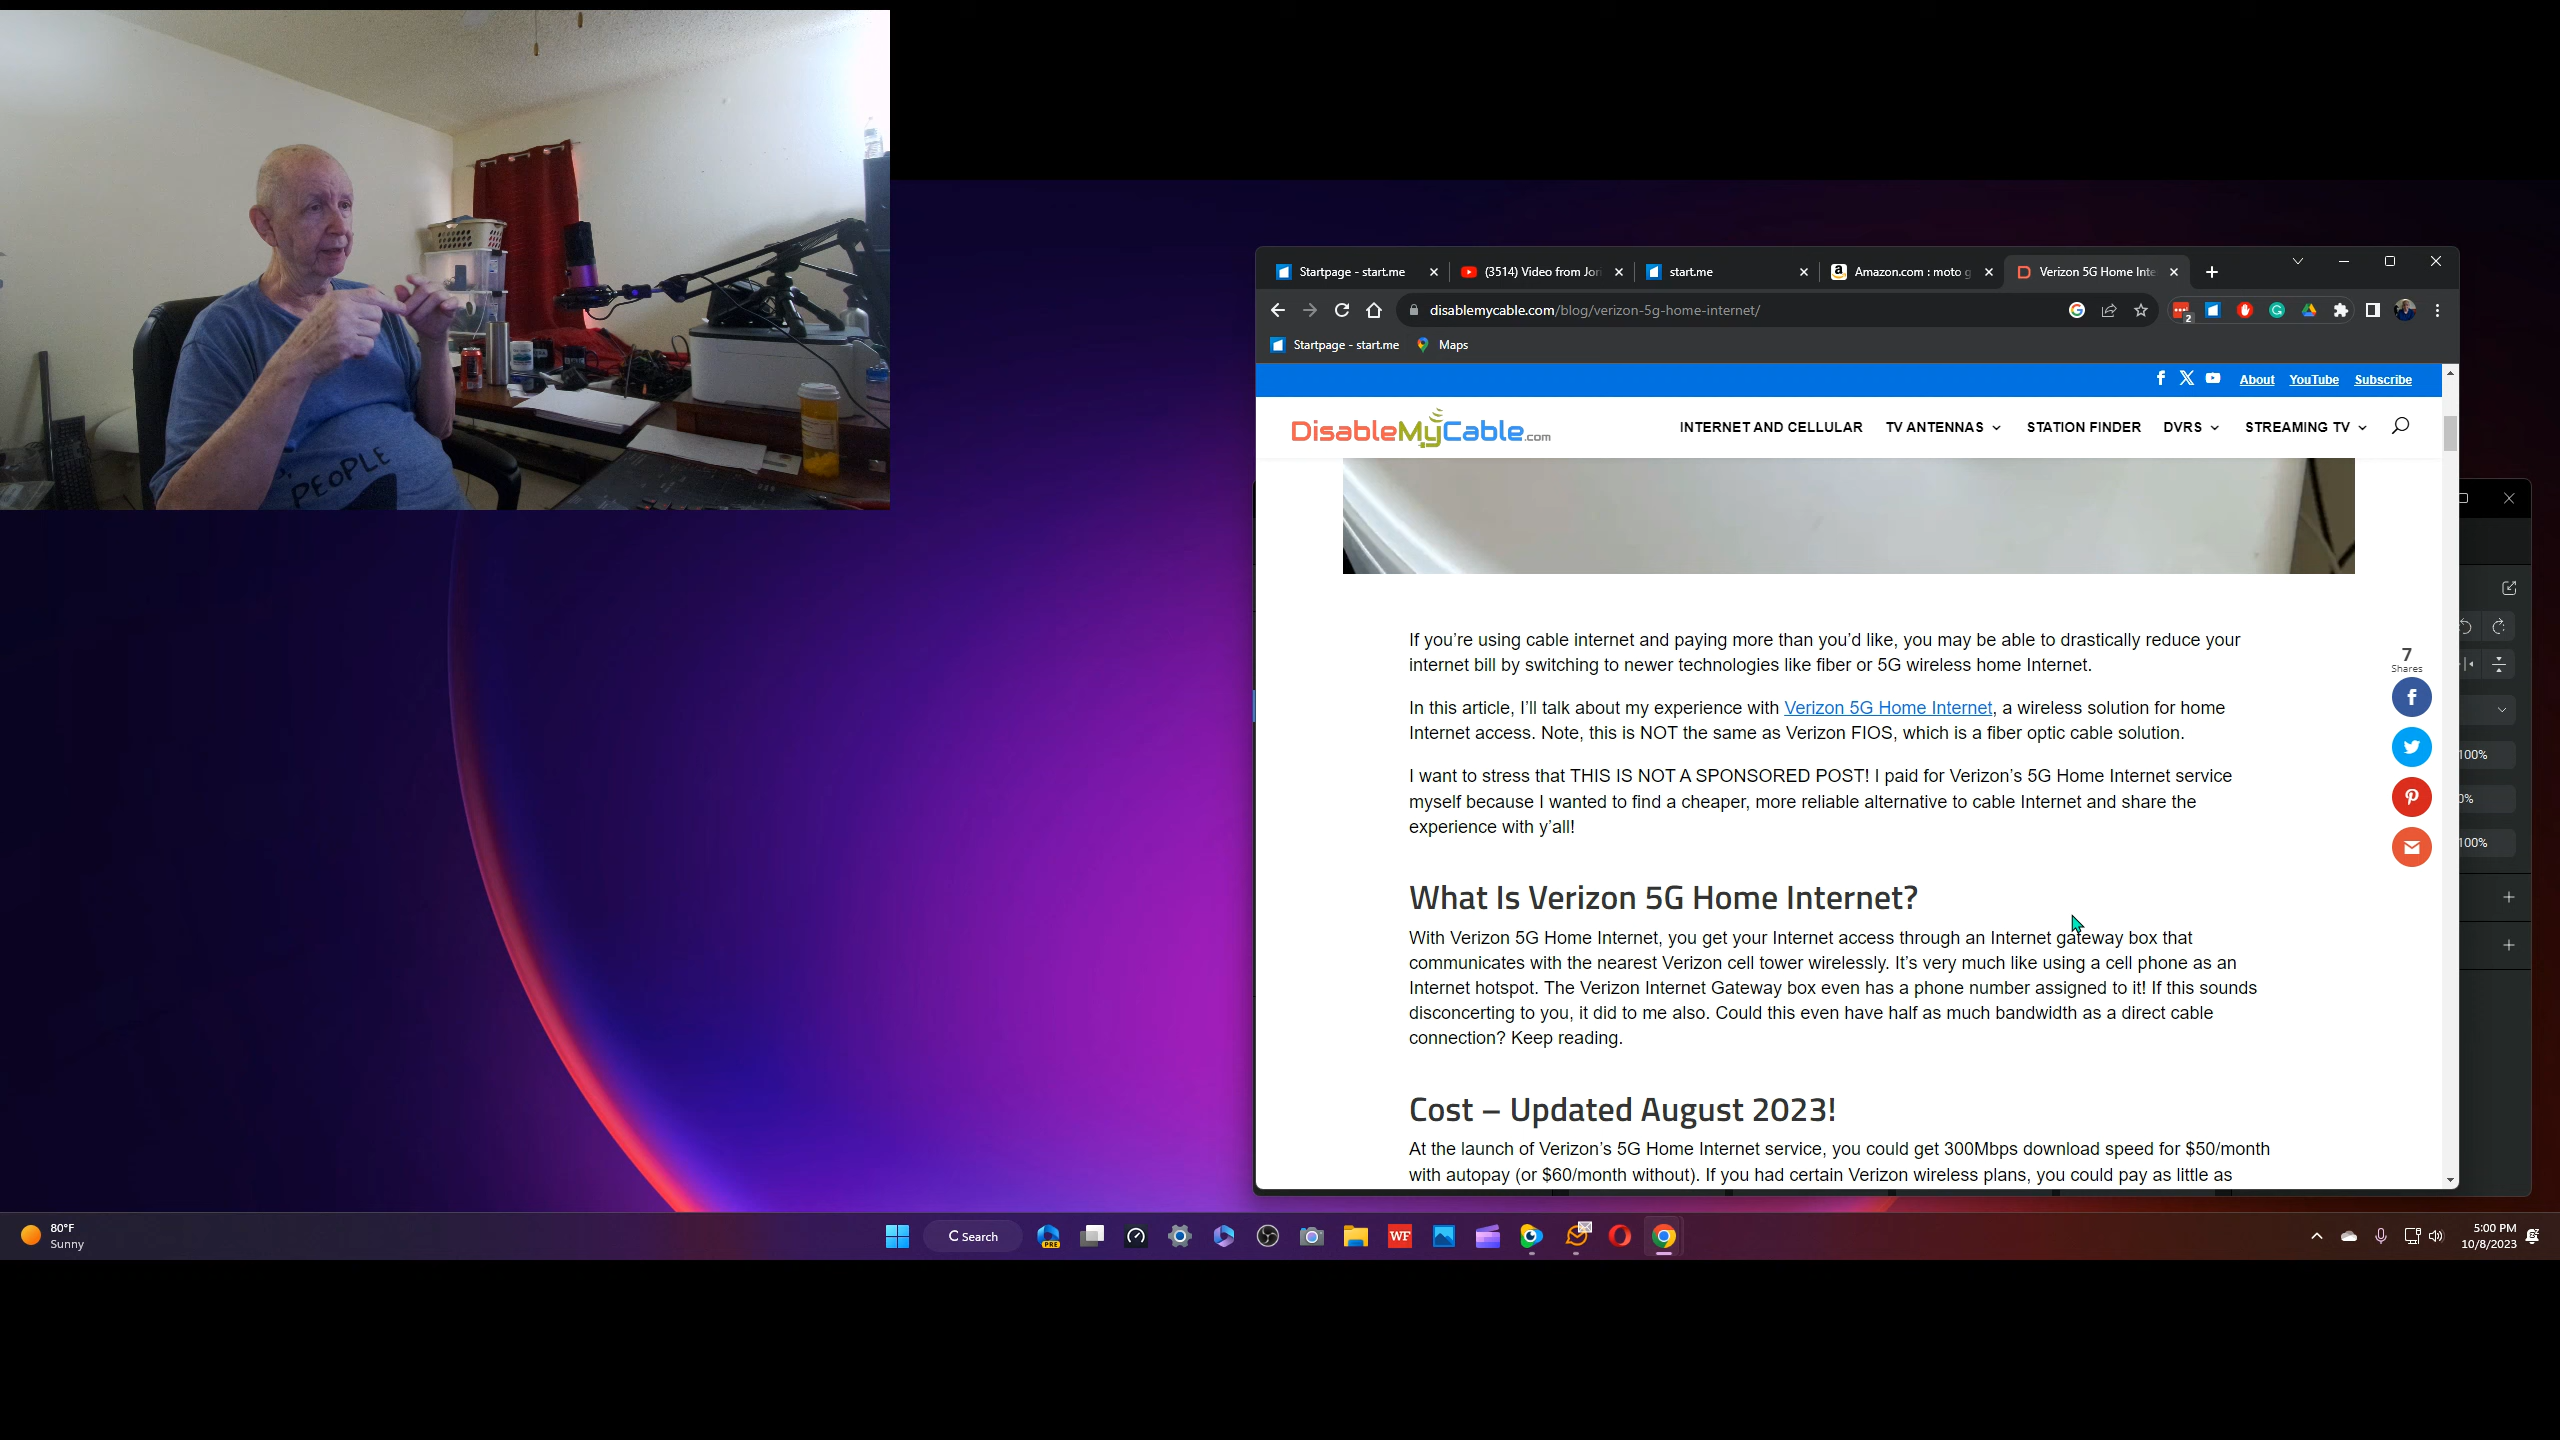 PEOPLE
Startpage - start.me
(3514) Video from Jor
start.me
Amazon.com : moto g
Verizon 5G Home Inte
disablemycable.com/blog/verizon-5g-home-internet/
2
Startpage - start.me
Maps
About YouTube Subscribe
DisableMyCable.com
INTERNET AND CELLULAR TV ANTENNAS STATION FINDER DVRS STREAMING TV
If you're using cable internet and paying more than you'd like, you may be able to drastically reduce your
internet bill by switching to newer technologies like fiber or 5G wireless home Internet.
In this article, I'll talk about my experience with Verizon 5G Home Internet, a wireless solution for home
Internet access. Note, this is NOT the same as Verizon FIOS, which is a fiber optic cable solution.
I want to stress that THIS IS NOT A SPONSORED POST! I paid for Verizon's 5G Home Internet service
myself because I wanted to find a cheaper, more reliable alternative to cable Internet and share the
experience with y'all!
7
Shares
100%
0%
100%
What Is Verizon 5G Home Internet?
With Verizon 5G Home Internet, you get your Internet access through an Internet gateway box that
communicates with the nearest Verizon cell tower wirelessly. It's very much like using a cell phone as an
Internet hotspot. The Verizon Internet Gateway box even has a phone number assigned to it! If this sounds
disconcerting to you, it did to me also. Could this even have half as much bandwidth as a direct cable
connection? Keep reading.
Cost – Updated August 2023!
At the launch of Verizon's 5G Home Internet service, you could get 300Mbps download speed for $50/month
with autopay (or $60/month without). If you had certain Verizon wireless plans, you could pay as little as
80°F
Sunny
Search
PRE
WF
5:00 PM
10/8/2023